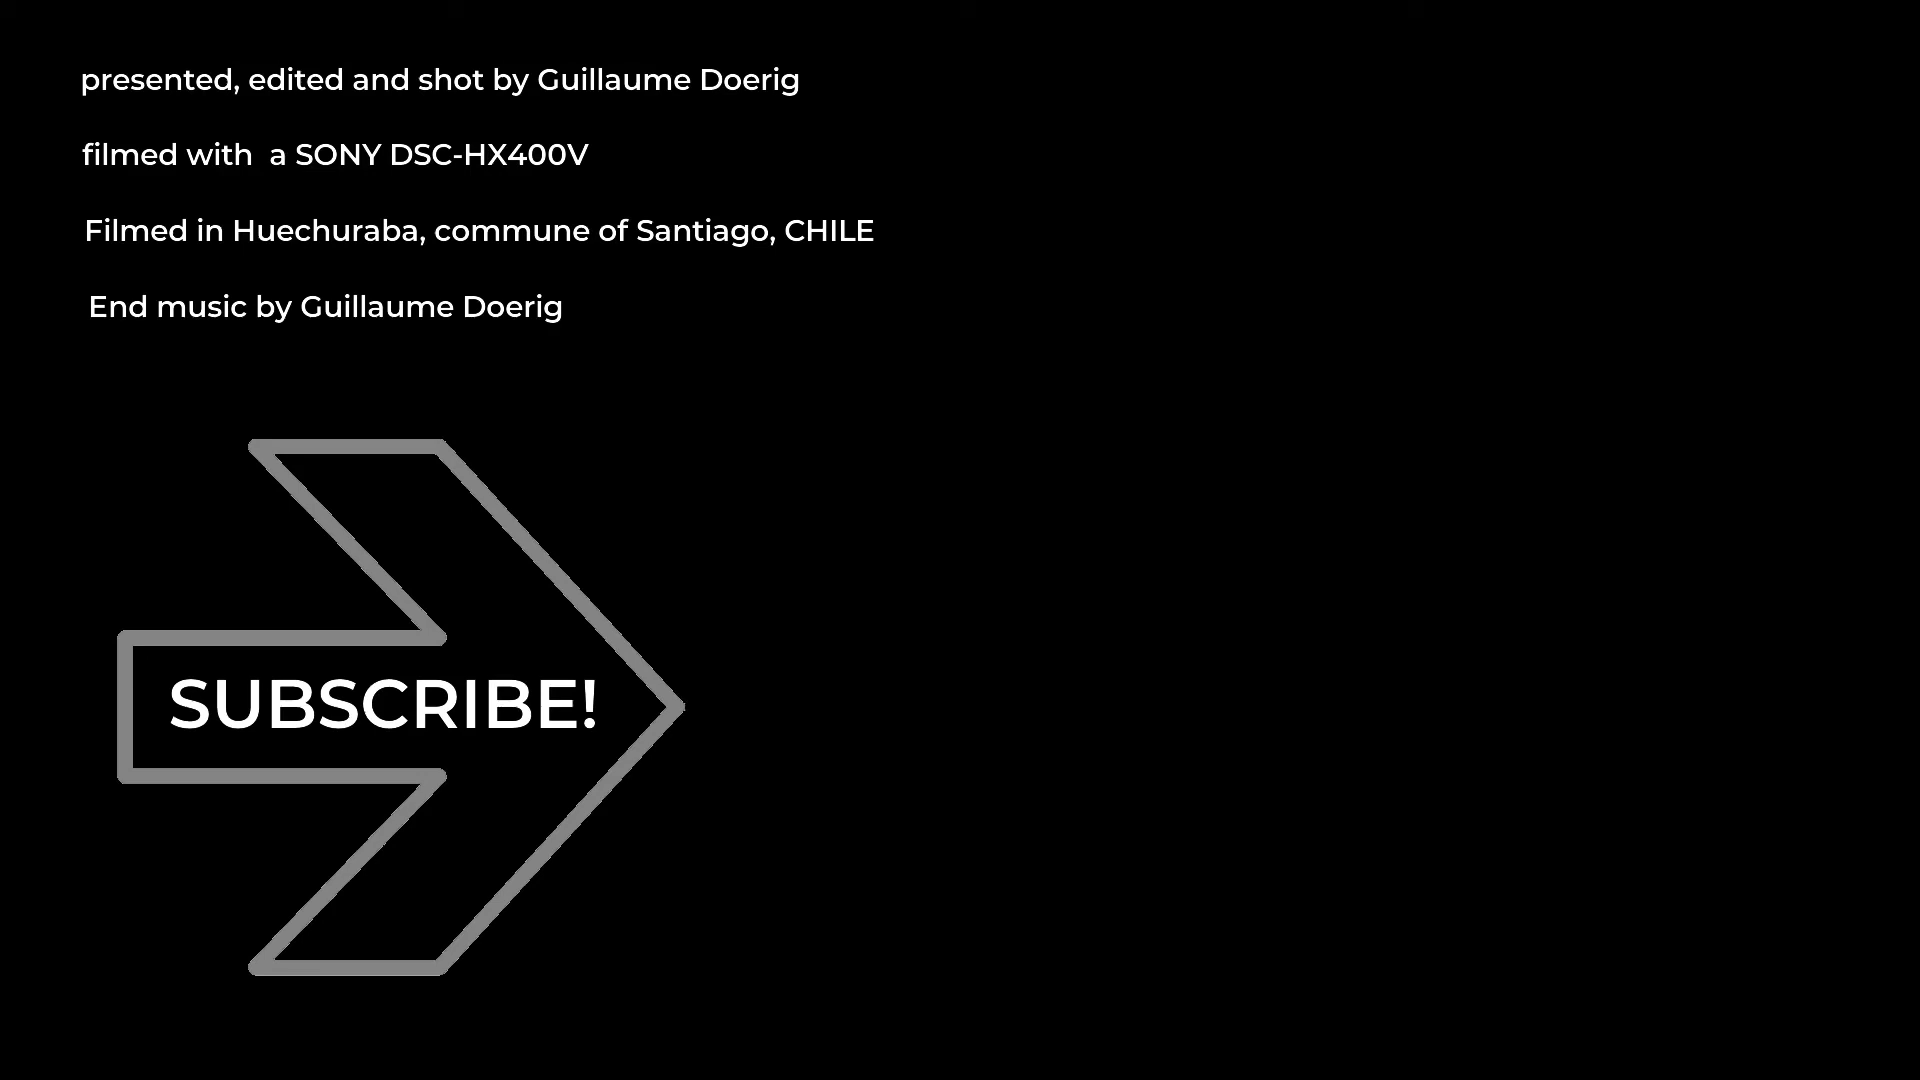 presented, edited and shot by Guillaume Doerig
filmed with  a SONY DSC-HX400V
Filmed in Huechuraba, commune of Santiago, CHILE
End music by Guillaume Doerig
SUBSCRIBE!